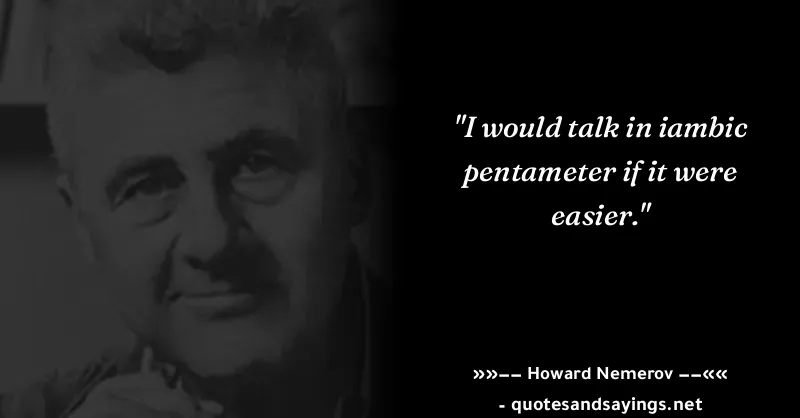 "I would talk in iambic
pentameter if it were
easier."
»»–– Howard Nemerov ––««
- quotesandsayings.net